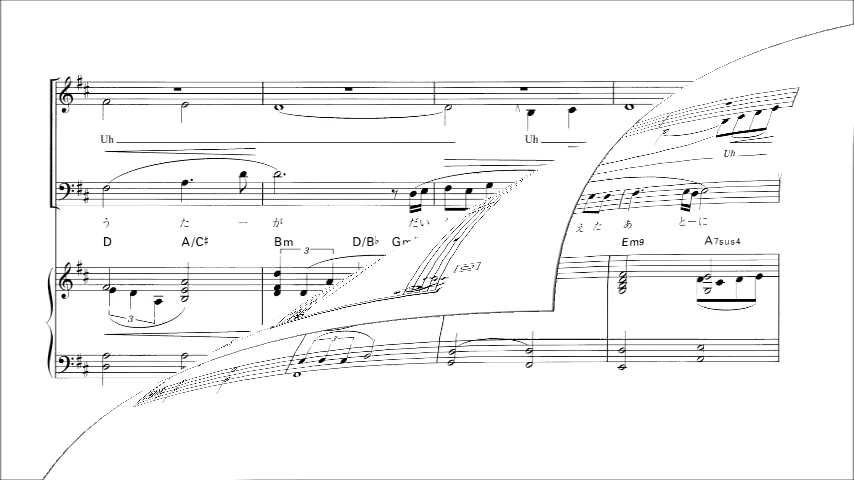 Uh Uh
Uh
う た ー が だい
え た あ とーに
D A/C♯ Bm D/B♭
Em9 A7sus4
3
3
3